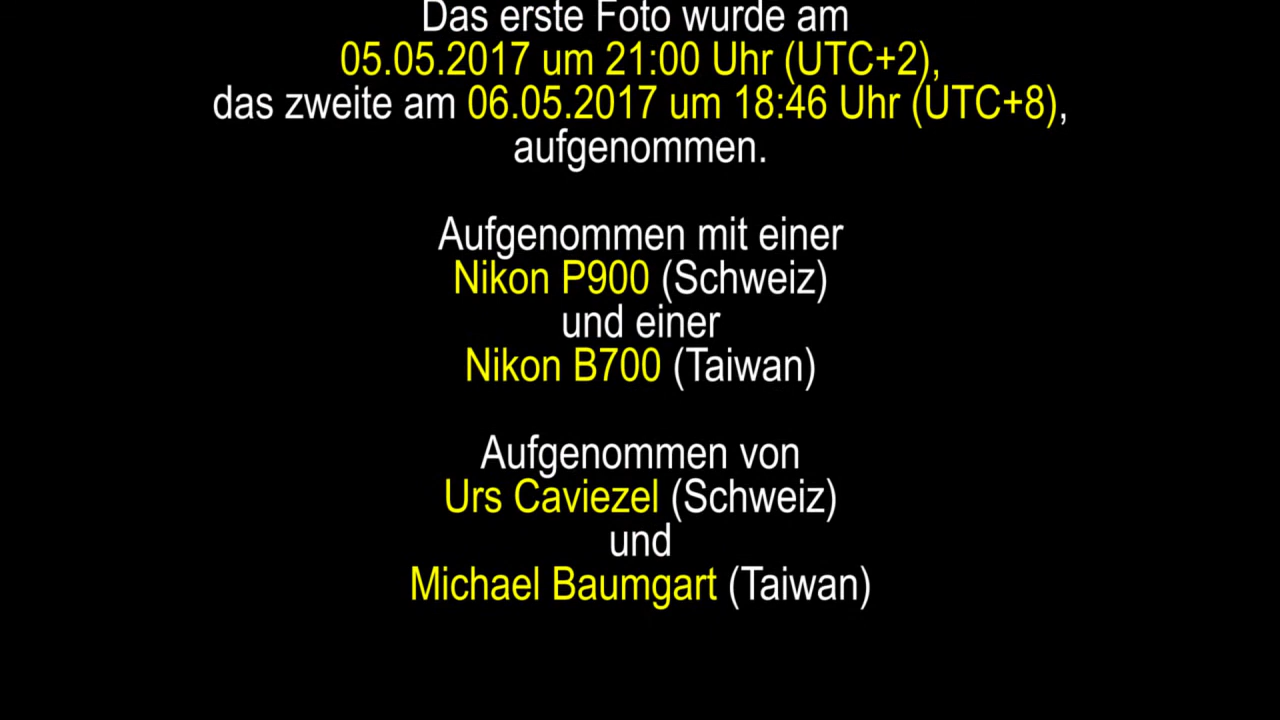 Das erste Foto wurde am
05.05.2017 um 21:00 Uhr (UTC+2),
das zweite am 06.05.2017 um 18:46 Uhr (UTC+8),
aufgenommen.
Aufgenommen mit einer
Nikon P900 (Schweiz)
und einer
Nikon B700 (Taiwan)
Aufgenommen von
Urs Caviezel (Schweiz)
und
Michael Baumgart (Taiwan)